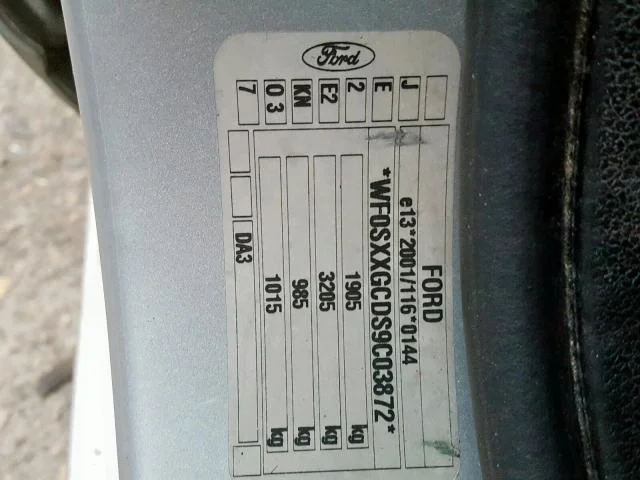 Ford
FORD
e13*2001/116*0144
*WF0SXXGCDS9C03872*
1905 kg
3205 kg
985 kg
1015 kg
DA3
J
E
2
E2
KN
0 3
7